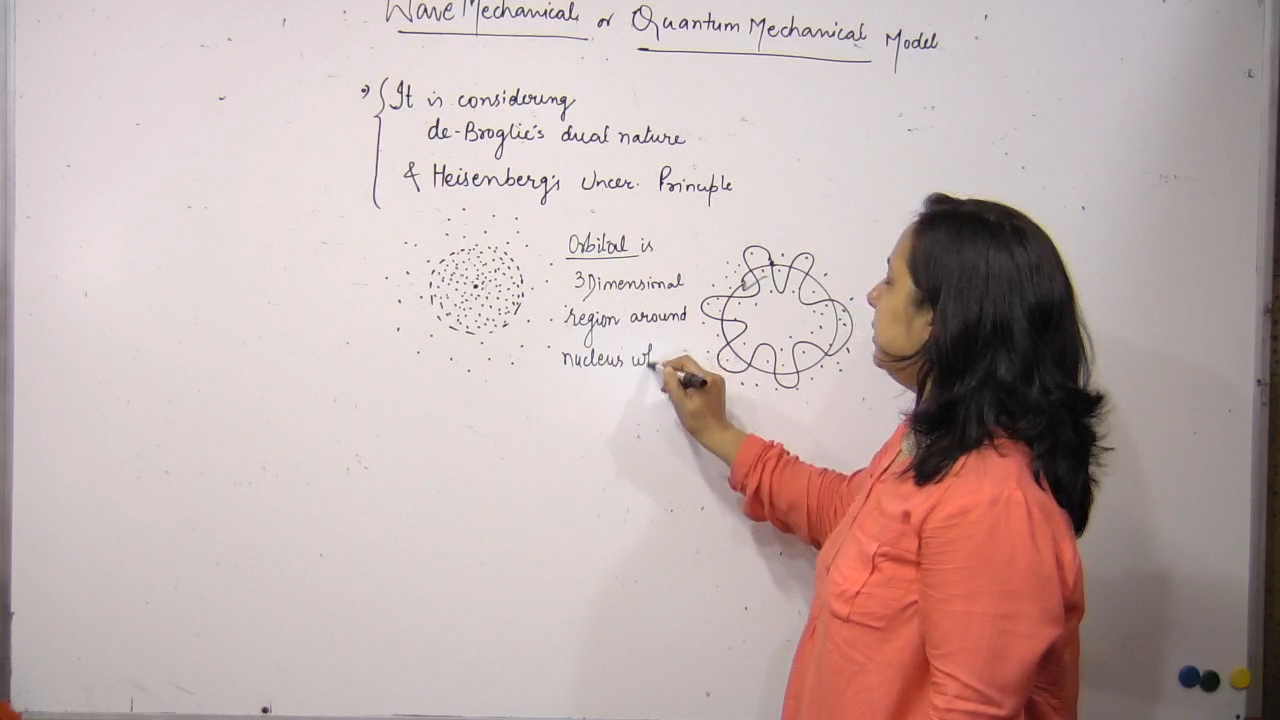 Wave Mechanical or Quantum Mechanical Model
It is considering
de-Broglie's dual nature
& Heisenberg's Uncer. Principle
Orbital is
3Dimensional
region around
nucleus wh